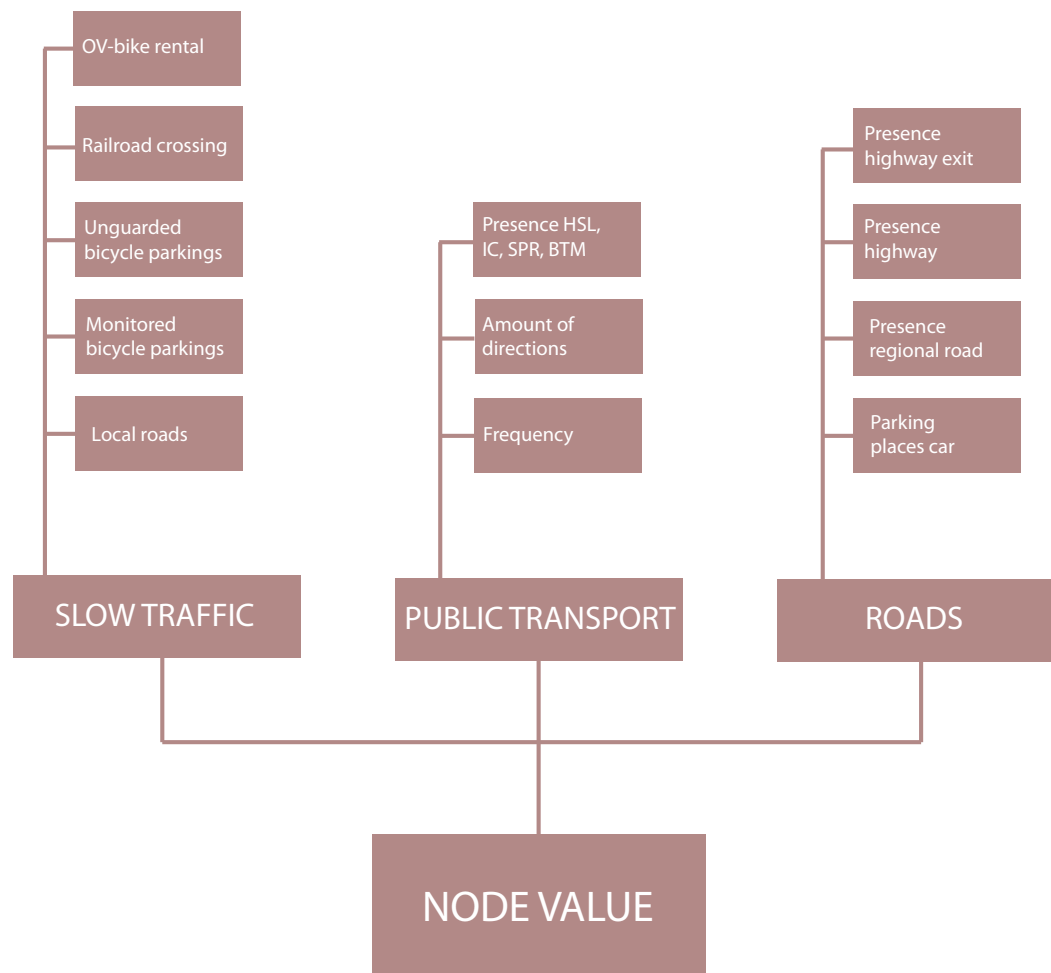 OV-bike rental
Railroad crossing
Unguarded
bicycle parkings
Monitored
bicycle parkings
Local roads
SLOW TRAFFIC
Presence HSL,
IC, SPR, BTM
Amount of
directions
Frequency
PUBLIC TRANSPORT
Presence
highway exit
Presence
highway
Presence
regional road
Parking
places car
ROADS
NODE VALUE